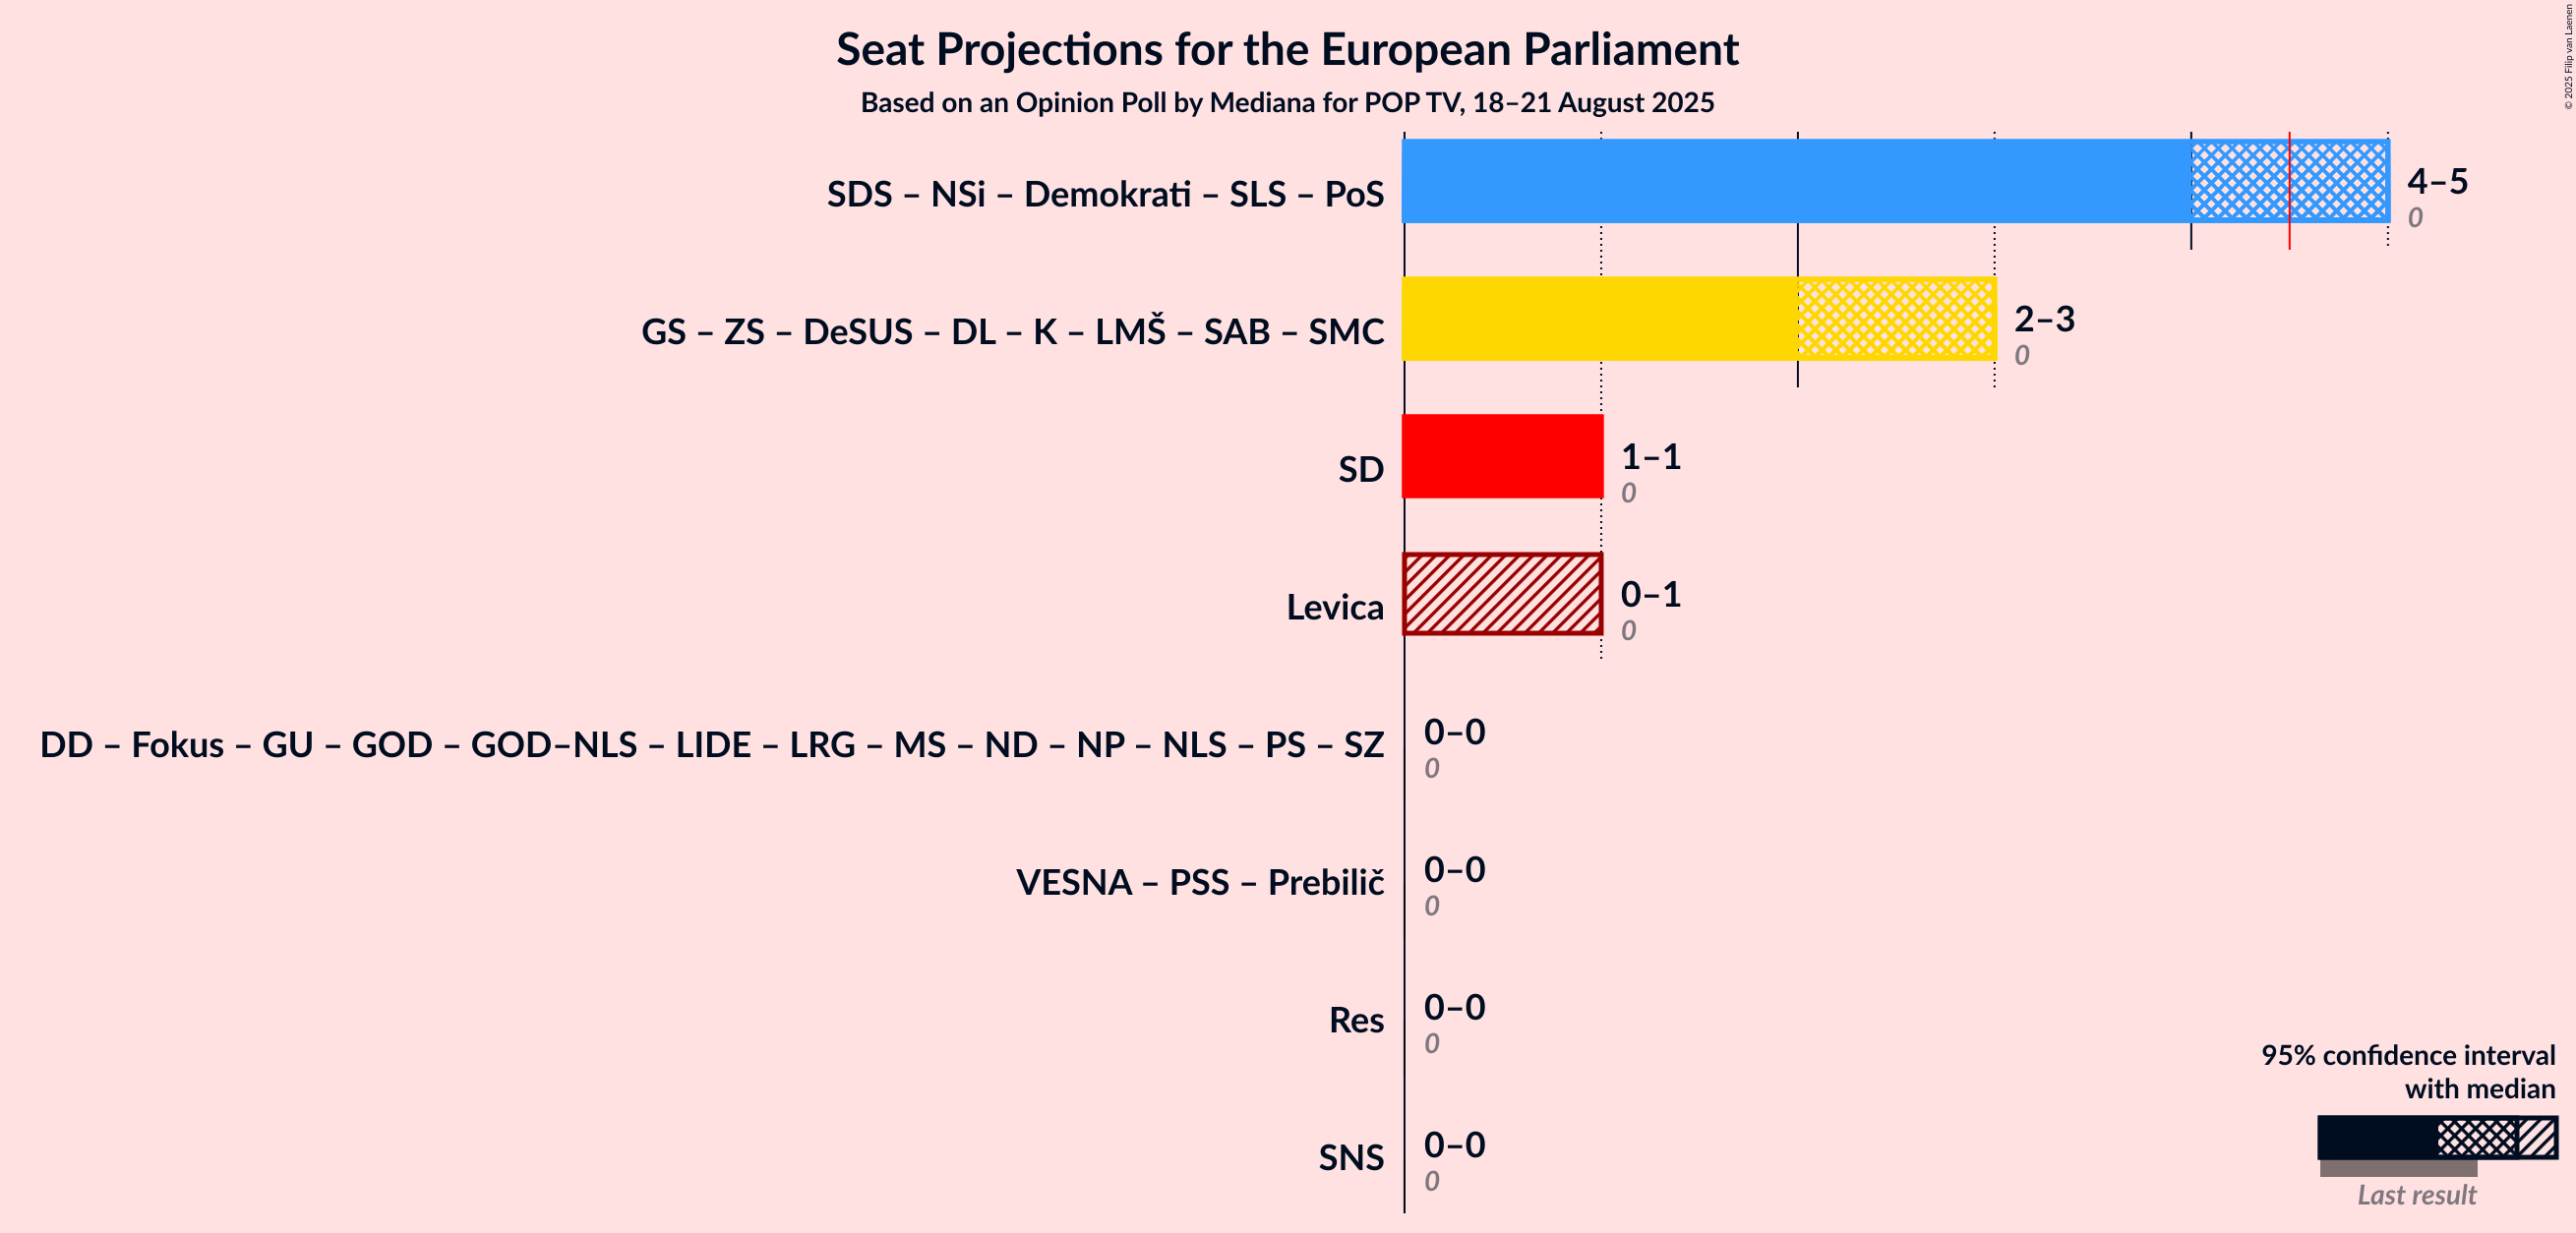 Seat Projections for the European Parliament
Based on an Opinion Poll by Mediana for POP TV, 18–21 August 2025
© 2025 Filip van Laenen
SDS – NSi – Demokrati – SLS – PoS
4–5
0
GS – ZS – DeSUS – DL – K – LMŠ – SAB – SMC
2–3
0
SD
1–1
0
Levica
0–1
0
DD – Fokus – GU – GOD – GOD–NLS – LIDE – LRG – MS – ND – NP – NLS – PS – SZ
0–0
0
VESNA – PSS – Prebilič
0–0
0
Res
0–0
0
SNS
0–0
0
95% confidence interval
with median
Last result